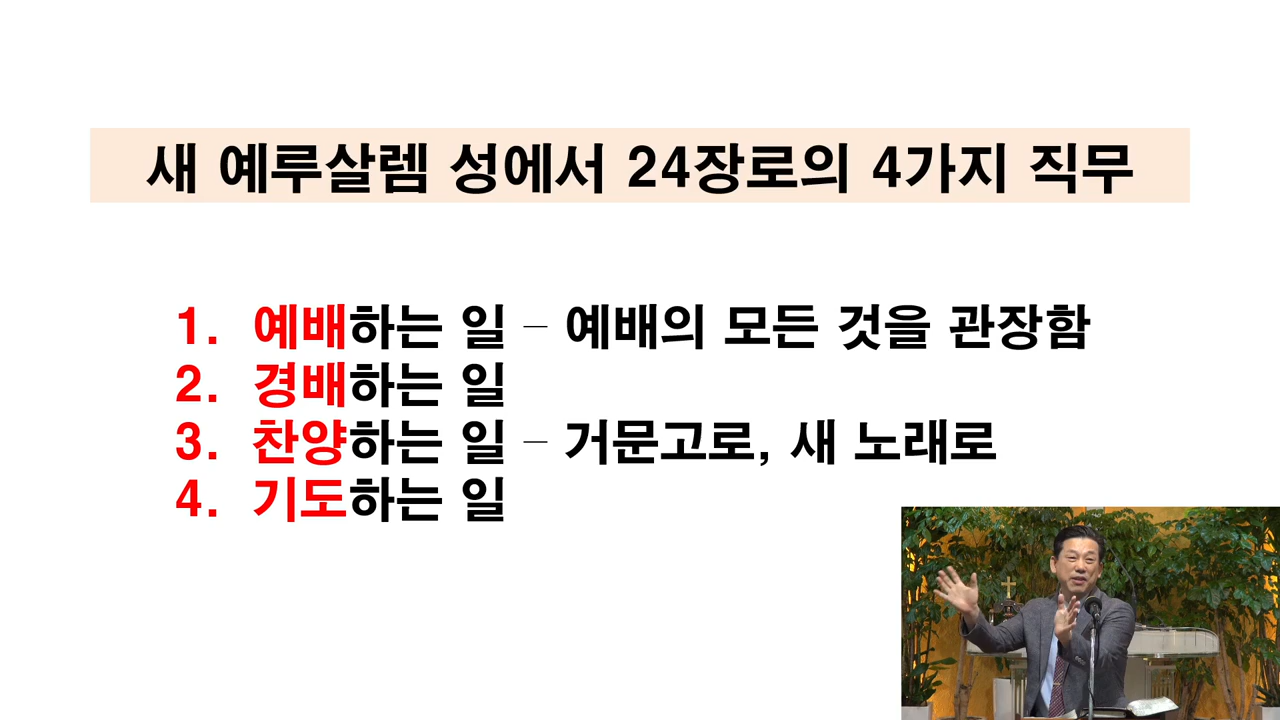 새 예루살렘 성에서 24장로의 4가지 직무
1. 예배하는 일 – 예배의 모든 것을 관장함
2. 경배하는 일
3. 찬양하는 일 – 거문고로, 새 노래로
4. 기도하는 일